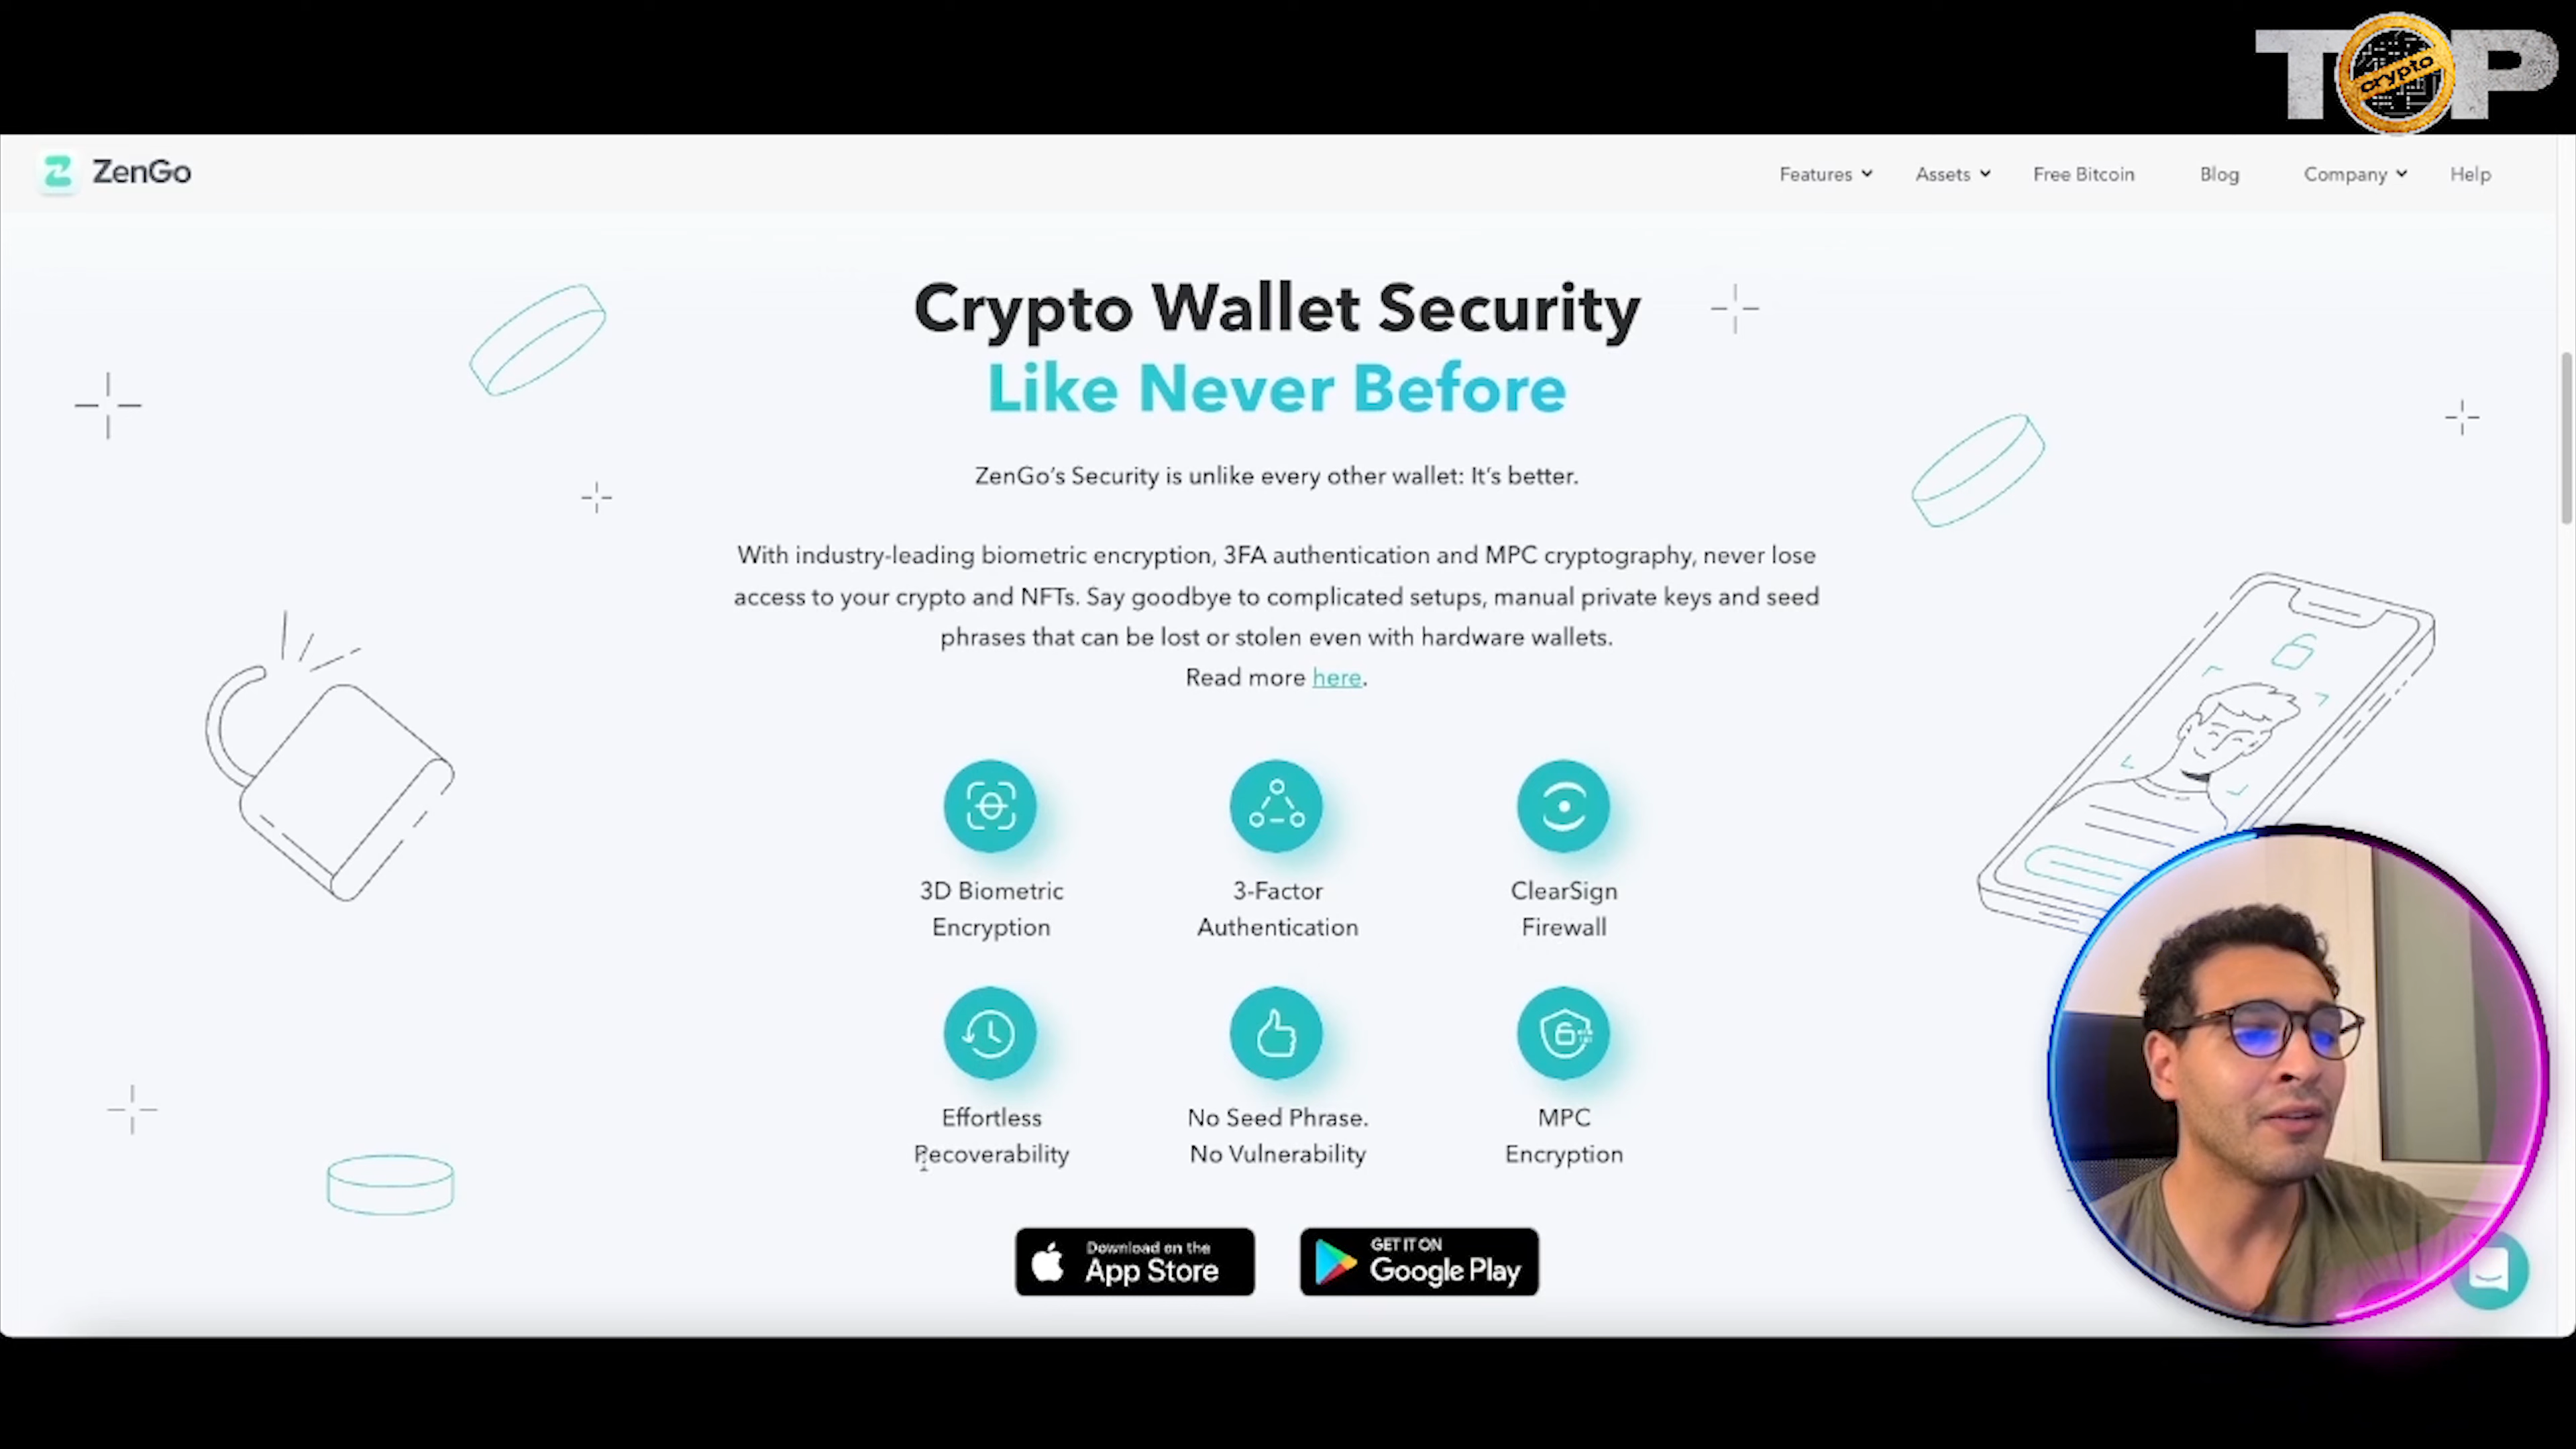 TOP
crypto
ZenGo
Features
Assets
Free Bitcoin
Blog
Company
Help
Crypto Wallet Security
Like Never Before
ZenGo's Security is unlike every other wallet: It's better.
With industry-leading biometric encryption, 3FA authentication and MPC cryptography, never lose
access to your crypto and NFTs. Say goodbye to complicated setups, manual private keys and seed
phrases that can be lost or stolen even with hardware wallets.
Read more here.
3D Biometric
Encryption
3-Factor
Authentication
ClearSign
Firewall
Effortless
Recoverability
No Seed Phrase.
No Vulnerability
MPC
Encryption
Download on the
App Store
GET IT ON
Google Play